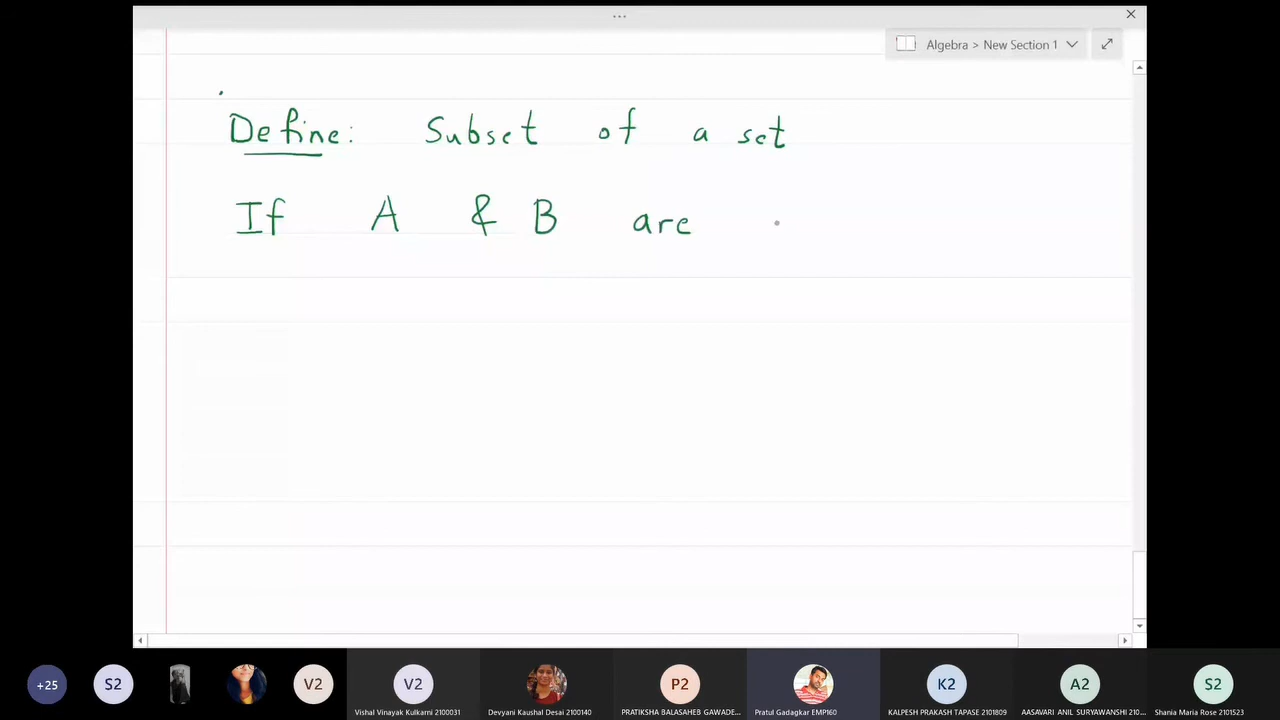 Algebra > New Section 1
Define: Subset of a set
If A & B are
+25
S2
V2
V2
P2
K2
A2
S2
Vishal Vinayak Kulkarni 2100031
Devyani Kaushal Desai 2100140
PRATIKSHA BALASAHEB GAWADE...
Pratul Gadagkar EMP160
KALPESH PRAKASH TAPASE 2101809
AASAVARI ANIL SURYAWANSHI 210...
Shania Maria Rose 2101523